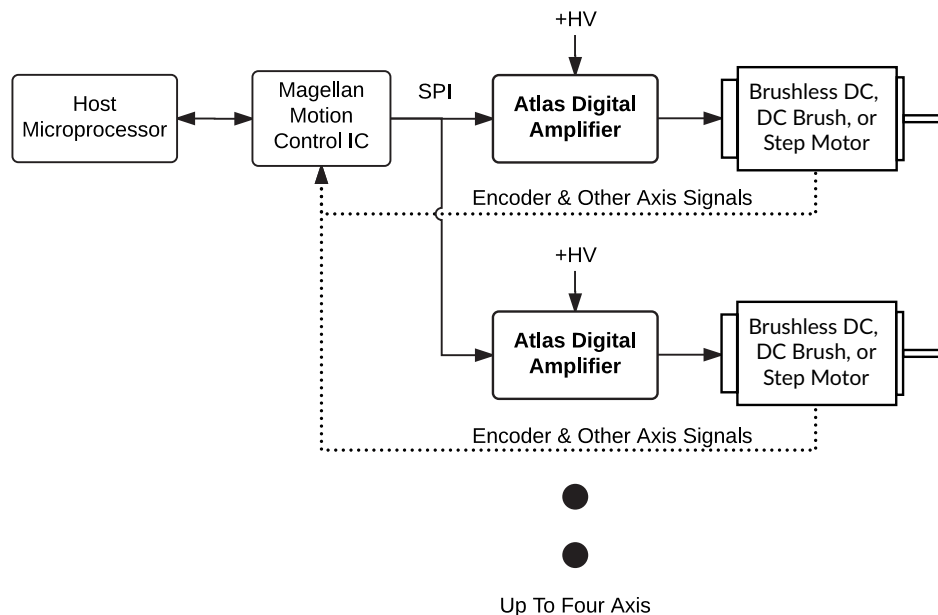 +HV
Host
Microprocessor
Magellan
Motion
Control IC
SPI
Atlas Digital
Amplifier
Brushless DC,
DC Brush, or
Step Motor
Encoder & Other Axis Signals
+HV
Atlas Digital
Amplifier
Brushless DC,
DC Brush, or
Step Motor
Encoder & Other Axis Signals
Up To Four Axis